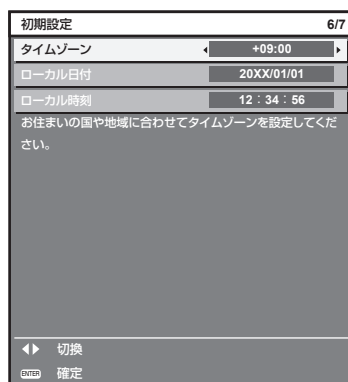 初期設定 6/7
タイムゾーン +09:00
ローカル日付 20XX/01/01
ローカル時刻 12：34：56
お住まいの国や地域に合わせてタイムゾーンを設定してくだ
さい。
切換
ENTER 確定